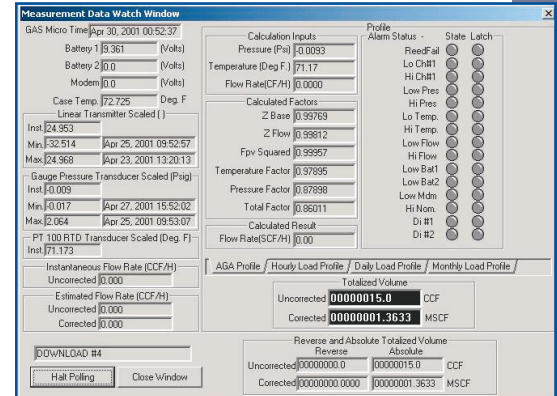 Measurement Data Watch Window
GAS Micro Time Apr 30, 2001 00:52:37
Battery 1 9.361 (Volts)
Battery 2 0.0 (Volts)
Modem 0.0 (Volts)
Case Temp. 72.725 Deg. F
Linear Transmitter Scaled ( )
Inst. 24.953
Min. -32.514 Apr 25, 2001 09:52:57
Max. 24.968 Apr 23, 2001 13:20:13
Gauge Pressure Transducer Scaled (Psig)
Inst. -0.009
Min. -0.017 Apr 27, 2001 15:52:02
Max. 2.064 Apr 25, 2001 09:53:07
PT 100 RTD Transducer Scaled (Deg. F)
Inst. 71.173
Instantaneous Flow Rate (CCF/H)
Uncorrected 0.000
Estimated Flow Rate (CCF/H)
Uncorrected 0.000
Corrected 0.000
DOWNLOAD #4
Halt Polling Close Window
Calculation Inputs
Pressure (Psi) -0.0093
Temperature (Deg F.) 71.17
Flow Rate(CF/H) 0.0000
Calculated Factors
Z Base 0.99769
Z Flow 0.99812
Fpv Squared 0.99957
Temperature Factor 0.97895
Pressure Factor 0.87898
Total Factor 0.86011
Calculated Result
Flow Rate(SCF/H) 0.00
Profile
Alarm Status - State Latch
ReedFail
Lo Ch#1
Hi Ch#1
Low Pres
Hi Pres
Lo Temp.
Hi Temp.
Low Flow
Hi Flow
Low Bat1
Low Bat2
Low Mdm
Hi Nom.
Di #1
Di #2
AGA Profile Hourly Load Profile Daily Load Profile Monthly Load Profile
Totalized Volume
Uncorrected 00000015.0 CCF
Corrected 00000001.3633 MSCF
Reverse and Absolute Totalized Volume
Reverse Absolute
Uncorrected 00000000.0 00000015.0 CCF
Corrected 00000000.0000 00000001.3633 MSCF